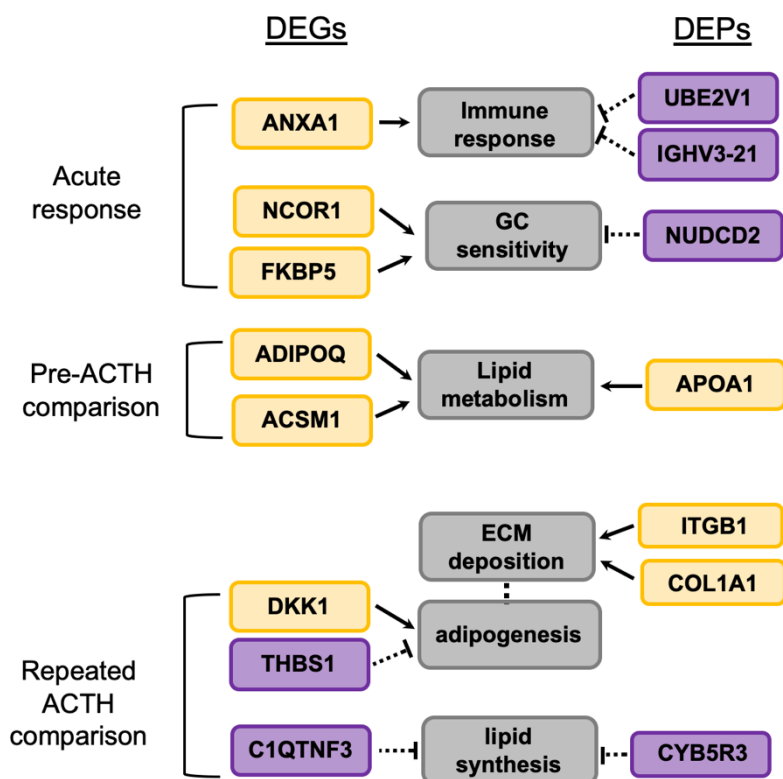 DEGs
DEPs
Acute
response
ANXA1
Immune
response
UBE2V1
IGHV3-21
NCOR1
FKBP5
GC
sensitivity
NUDCD2
Pre-ACTH
comparison
ADIPOQ
ACSM1
Lipid
metabolism
APOA1
ECM
deposition
ITGB1
COL1A1
Repeated
ACTH
comparison
DKK1
THBS1
adipogenesis
C1QTNF3
lipid
synthesis
CYB5R3